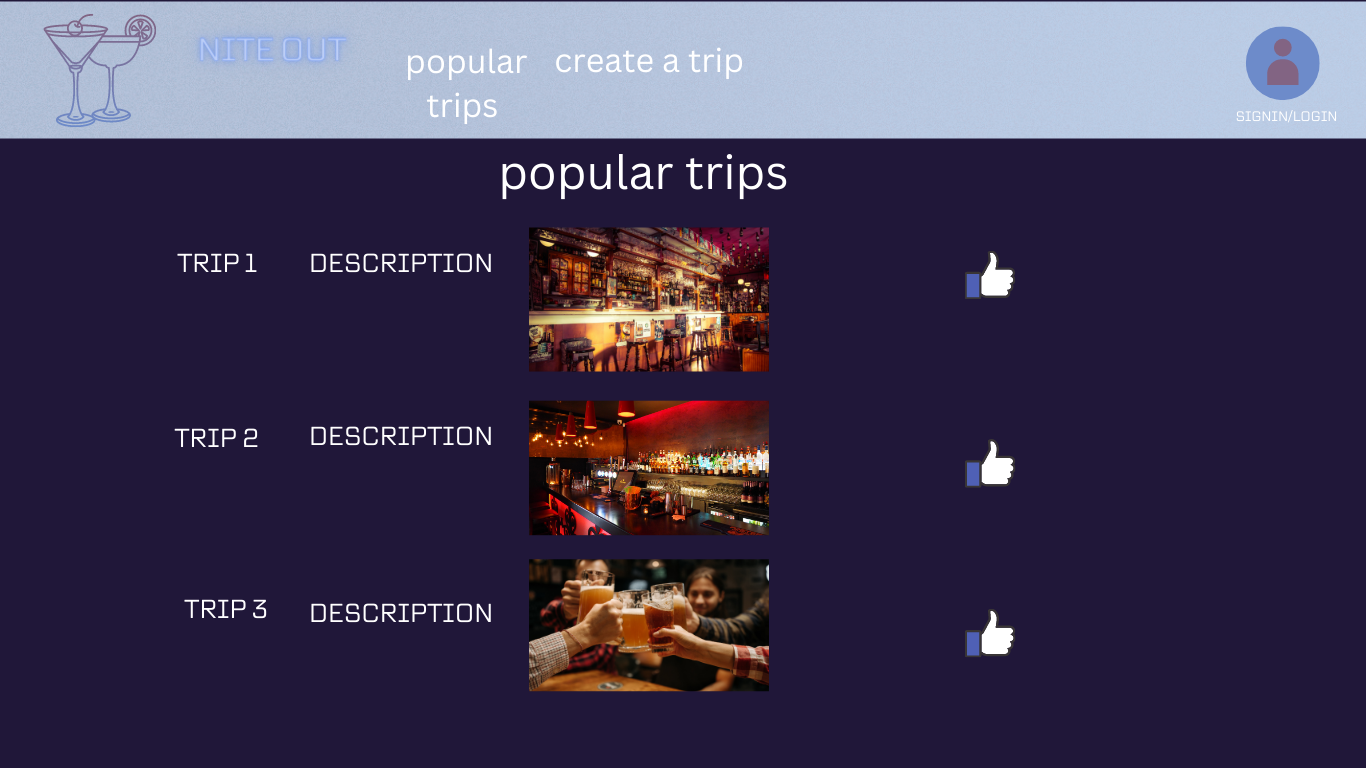 NITE OUT
popular
trips
create a trip
SIGNIN/LOGIN
popular trips
TRIP 1
DESCRIPTION
TRIP 2
DESCRIPTION
TRIP 3
DESCRIPTION